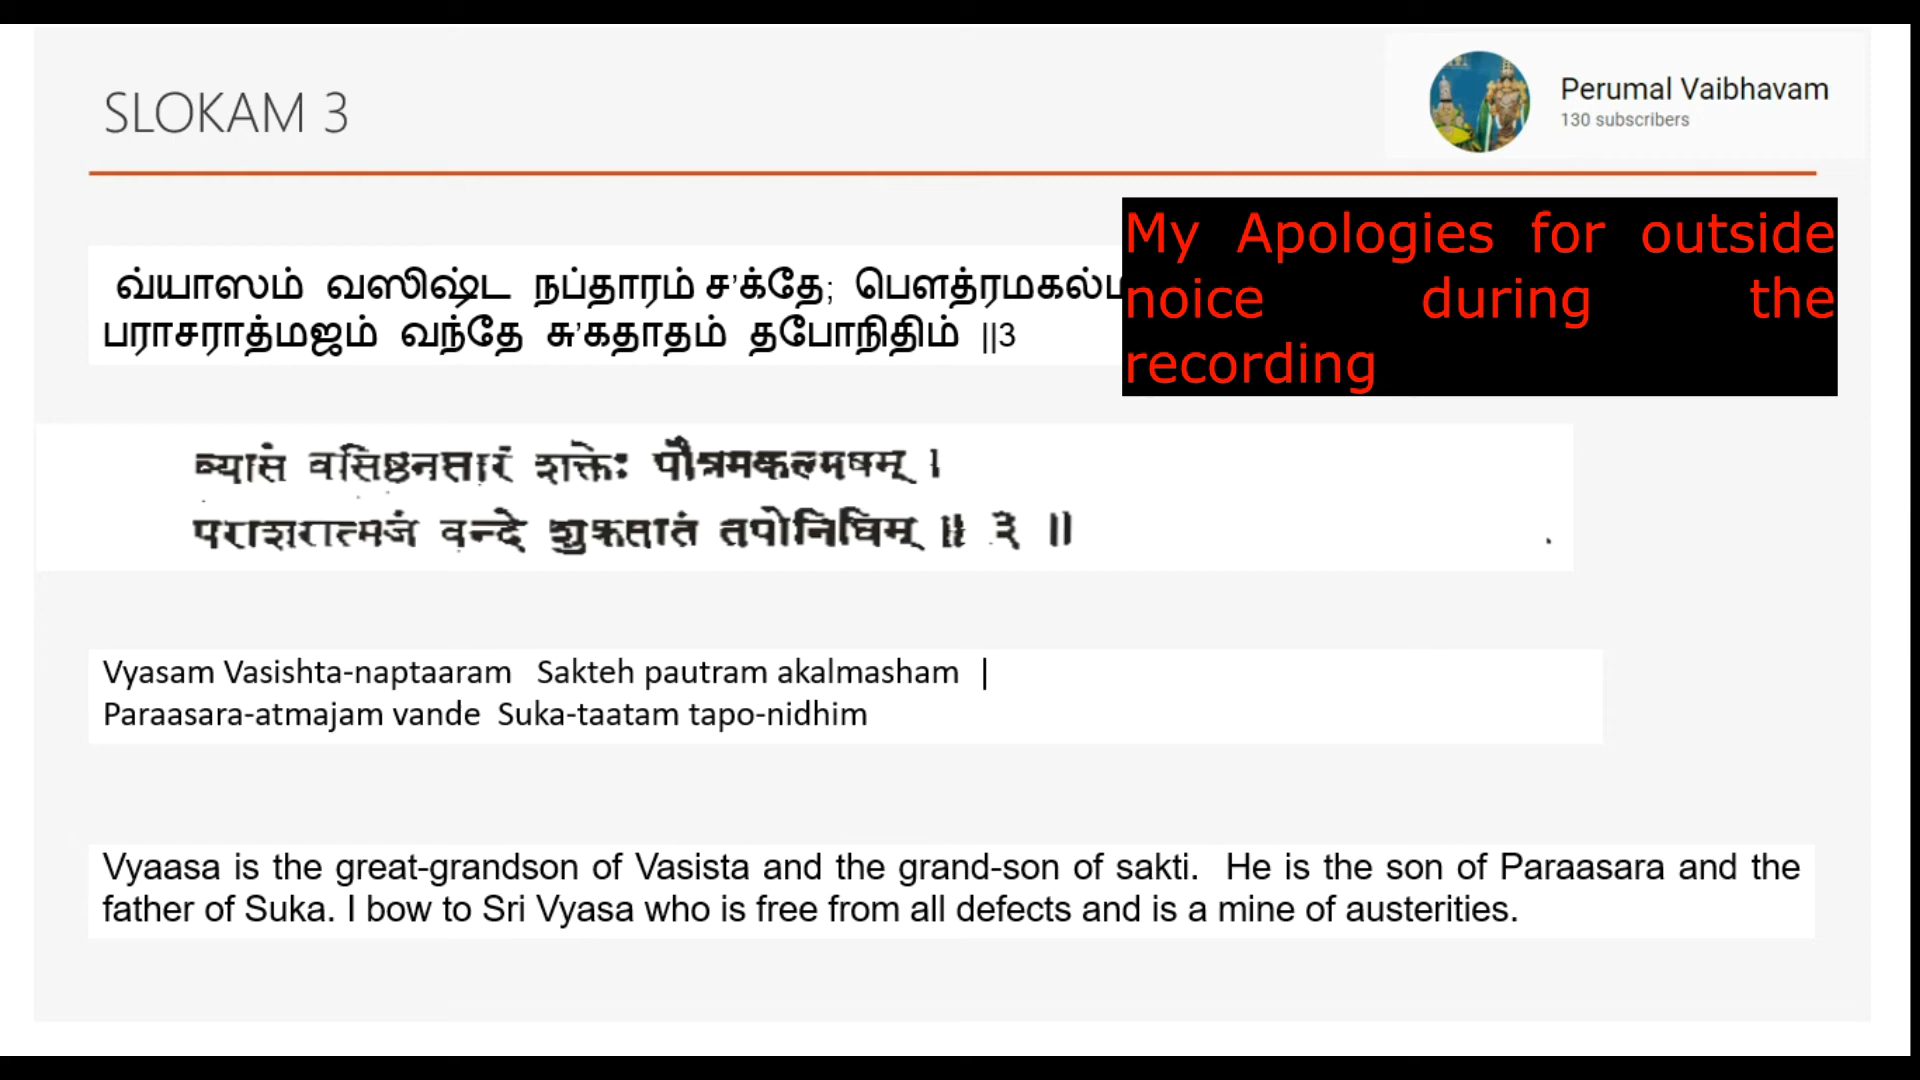 SLOKAM 3
Perumal Vaibhavam
130 subscribers
My Apologies for outside
noice during the
recording
வ்யாஸம் வஸிஷ்ட நப்தாரம் ச’க்தே;
பராசராத்மஜம் வந்தே சு’கதாதம் தபோநிதிம் ||3
व्यासं वसिष्ठनप्तारं शक्तेः पौत्रमकल्मषम् ।
पराशरात्मजं वन्दे शुकतातं तपोनिधिम् ॥ ३ ॥
Vyasam Vasishta-naptaaram Sakteh pautram akalmasham |
Paraasara-atmajam vande Suka-taatam tapo-nidhim
Vyaasa is the great-grandson of Vasista and the grand-son of sakti. He is the son of Paraasara and the
father of Suka. I bow to Sri Vyasa who is free from all defects and is a mine of austerities.